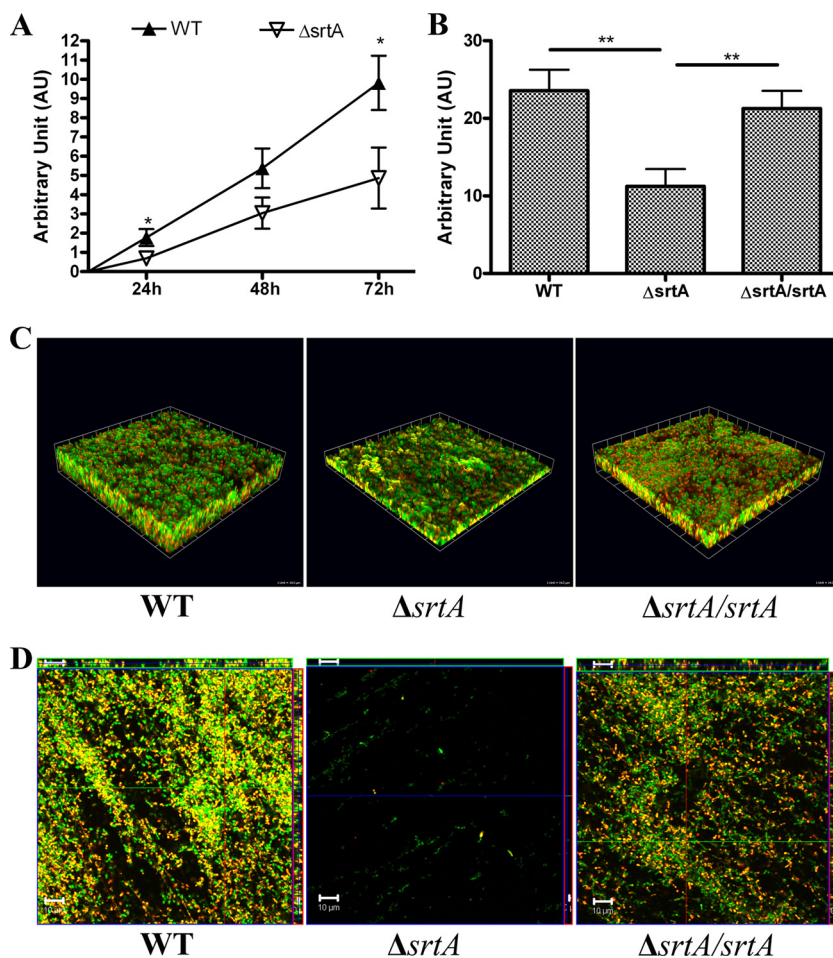 A
WT
ΔsrtA
Arbitrary Unit (AU)
12
11
10
9
8
7
6
5
4
3
2
1
0
*
*
24h
48h
72h
B
Arbitrary Unit (AU)
30
20
10
0
**
**
WT
ΔsrtA
ΔsrtA/srtA
C
WT
ΔsrtA
ΔsrtA/srtA
D
10 µm
10 µm
10 µm
WT
ΔsrtA
ΔsrtA/srtA